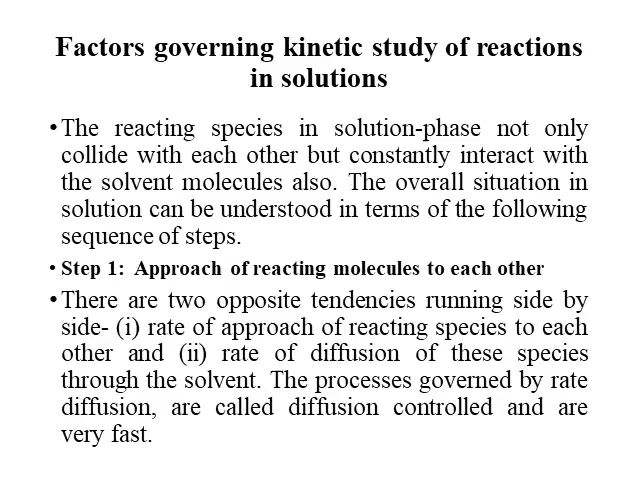 Factors governing kinetic study of reactions
in solutions
•The reacting species in solution-phase not only
collide with each other but constantly interact with
the solvent molecules also. The overall situation in
solution can be understood in terms of the following
sequence of steps.
• Step 1: Approach of reacting molecules to each other
•There are two opposite tendencies running side by
side- (i) rate of approach of reacting species to each
other and (ii) rate of diffusion of these species
through the solvent. The processes governed by rate
diffusion, are called diffusion controlled and are
very fast.